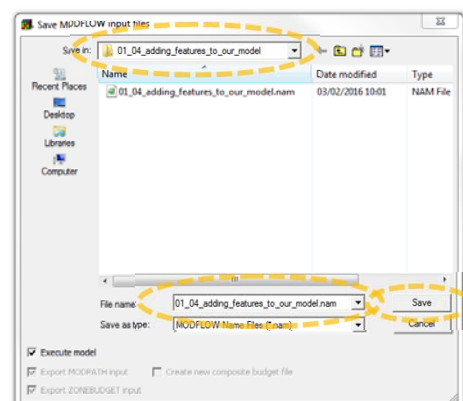 Save MODFLOW input files
Save in: 01_04_adding_features_to_our_model
Name Date modified Type
01_04_adding_features_to_our_model.nam 03/02/2016 10:01 NAM File
Recent Places
Desktop
Libraries
Computer
File name: 01_04_adding_features_to_our_model.nam Save
Save as type: MODFLOW Name Files (*.nam) Cancel
Execute model
Export MODPATH input Create new composite budget file
Export ZONEBUDGET input